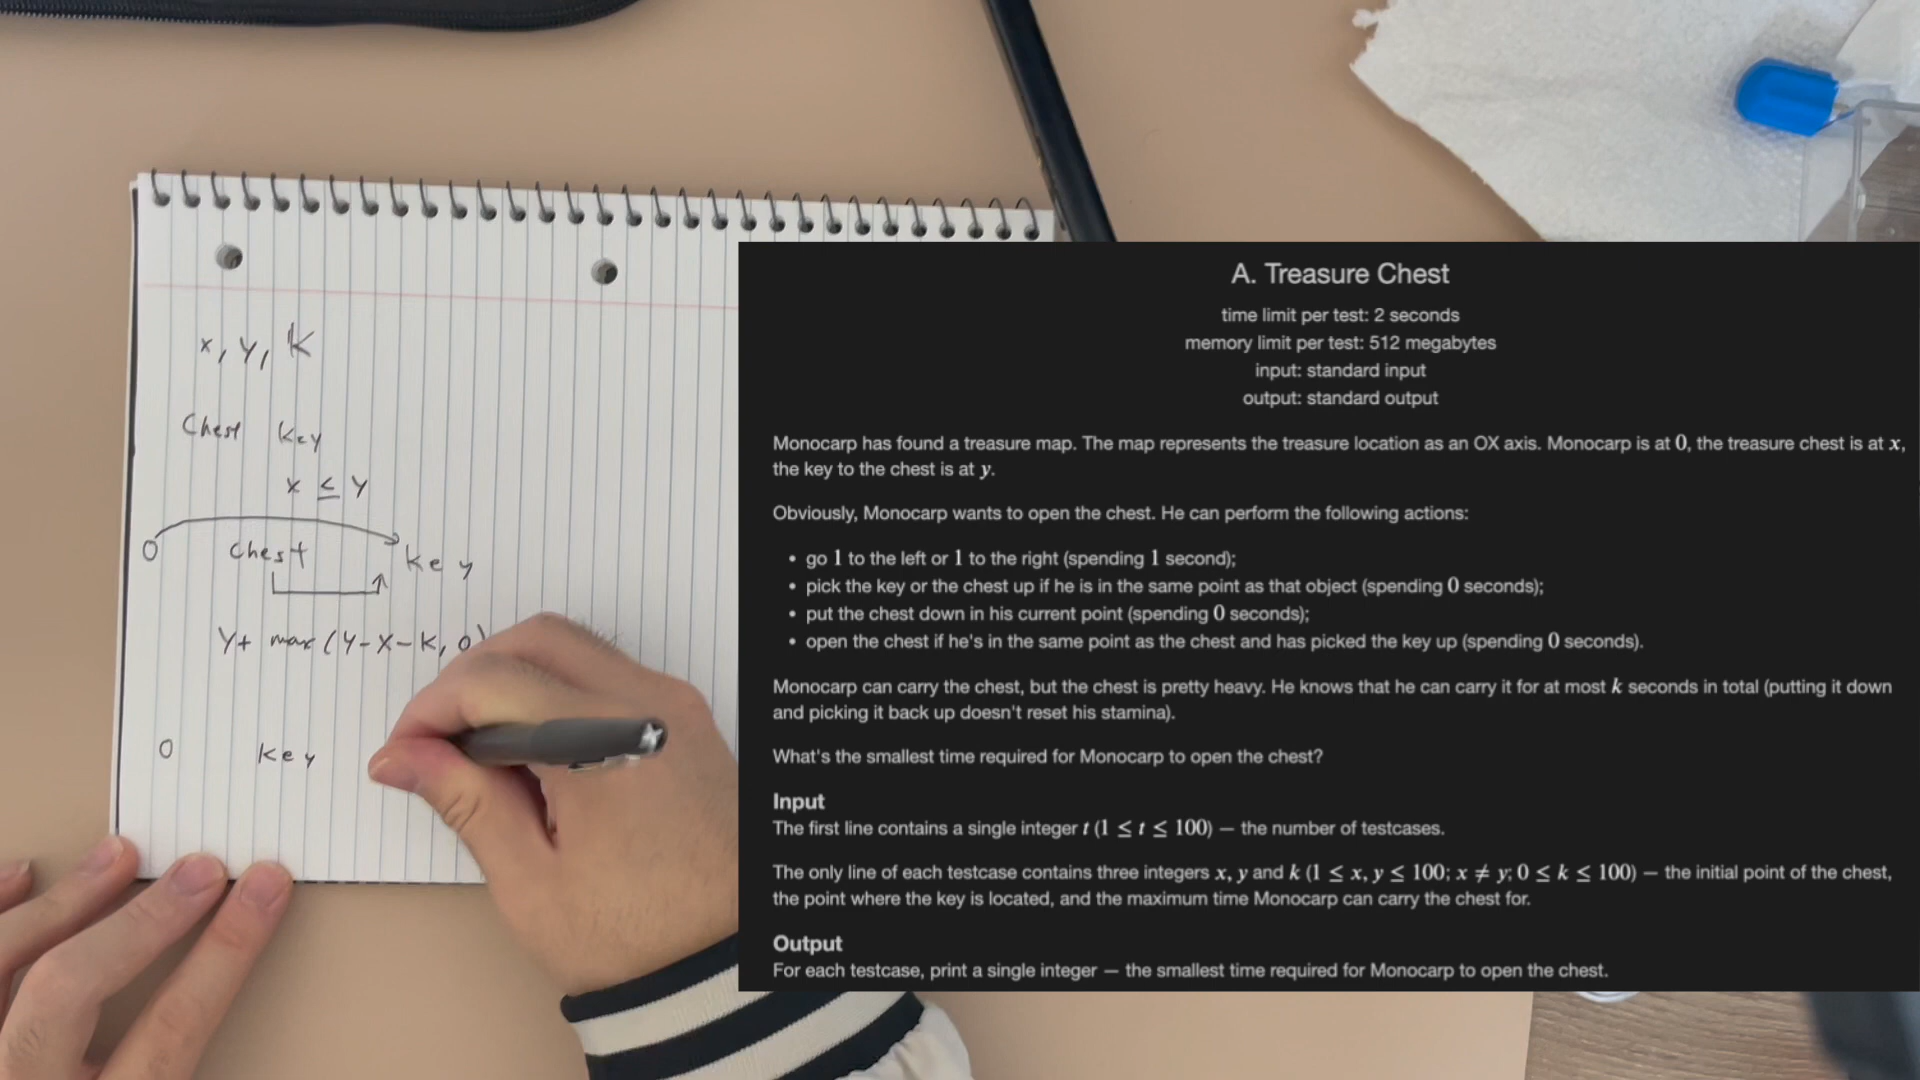 x, y, K
Chest Key
x ≤ y
0 Chest Key
y+ max(y-x-k, 0)
0 Key
A. Treasure Chest
time limit per test: 2 seconds
memory limit per test: 512 megabytes
input: standard input
output: standard output
Monocarp has found a treasure map. The map represents the treasure location as an OX axis. Monocarp is at 0, the treasure chest is at x,
the key to the chest is at y.
Obviously, Monocarp wants to open the chest. He can perform the following actions:
• go 1 to the left or 1 to the right (spending 1 second);
• pick the key or the chest up if he is in the same point as that object (spending 0 seconds);
• put the chest down in his current point (spending 0 seconds);
• open the chest if he's in the same point as the chest and has picked the key up (spending 0 seconds).
Monocarp can carry the chest, but the chest is pretty heavy. He knows that he can carry it for at most k seconds in total (putting it down
and picking it back up doesn't reset his stamina).
What's the smallest time required for Monocarp to open the chest?
Input
The first line contains a single integer t (1 ≤ t ≤ 100) — the number of testcases.
The only line of each testcase contains three integers x, y and k (1 ≤ x, y ≤ 100; x ≠ y; 0 ≤ k ≤ 100) — the initial point of the chest,
the point where the key is located, and the maximum time Monocarp can carry the chest for.
Output
For each testcase, print a single integer — the smallest time required for Monocarp to open the chest.